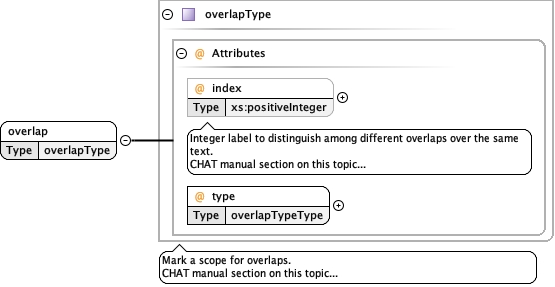 overlapType
@ Attributes
@ index
Type xs:positiveInteger
Integer label to distinguish among different overlaps over the same
text.
CHAT manual section on this topic...
overlap
Type overlapType
@ type
Type overlapTypeType
Mark a scope for overlaps.
CHAT manual section on this topic...